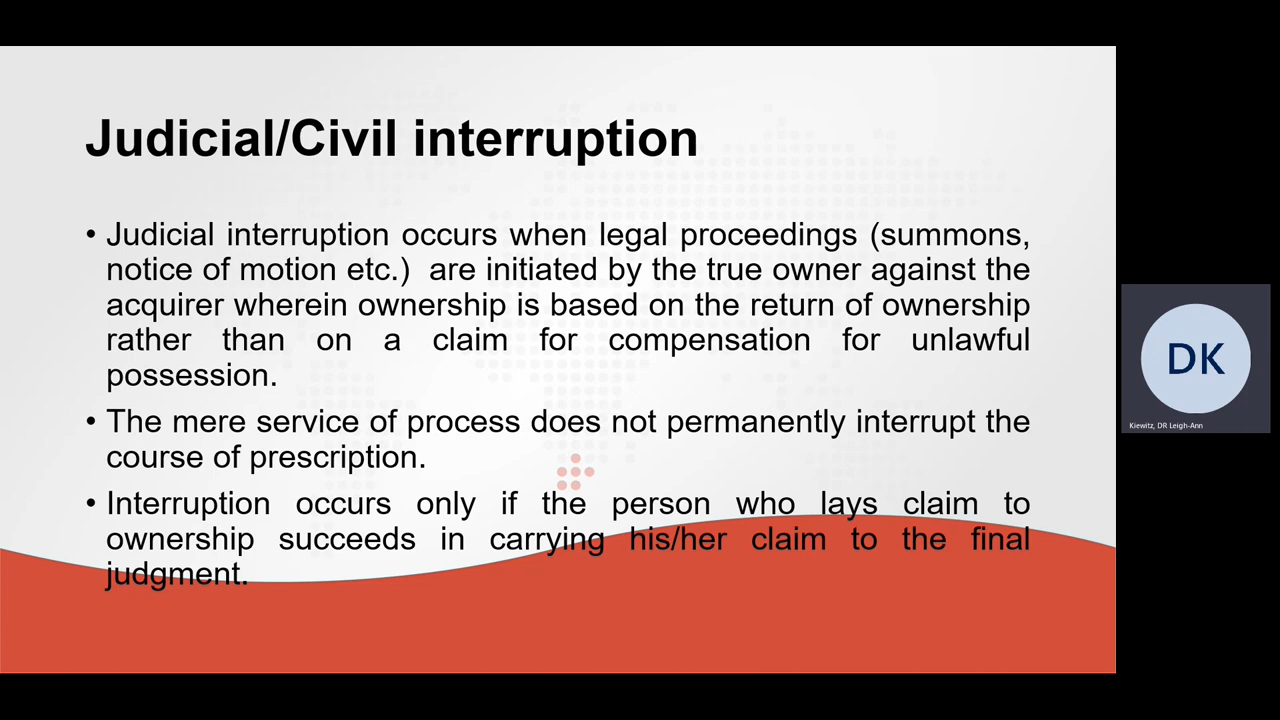 Judicial/Civil interruption
• Judicial interruption occurs when legal proceedings (summons,
notice of motion etc.)  are initiated by the true owner against the
acquirer wherein ownership is based on the return of ownership
rather than on a claim for compensation for unlawful
possession.
• The mere service of process does not permanently interrupt the
course of prescription.
• Interruption occurs only if the person who lays claim to
ownership succeeds in carrying his/her claim to the final
judgment.
DK
Kiewitz, DR Leigh-Ann